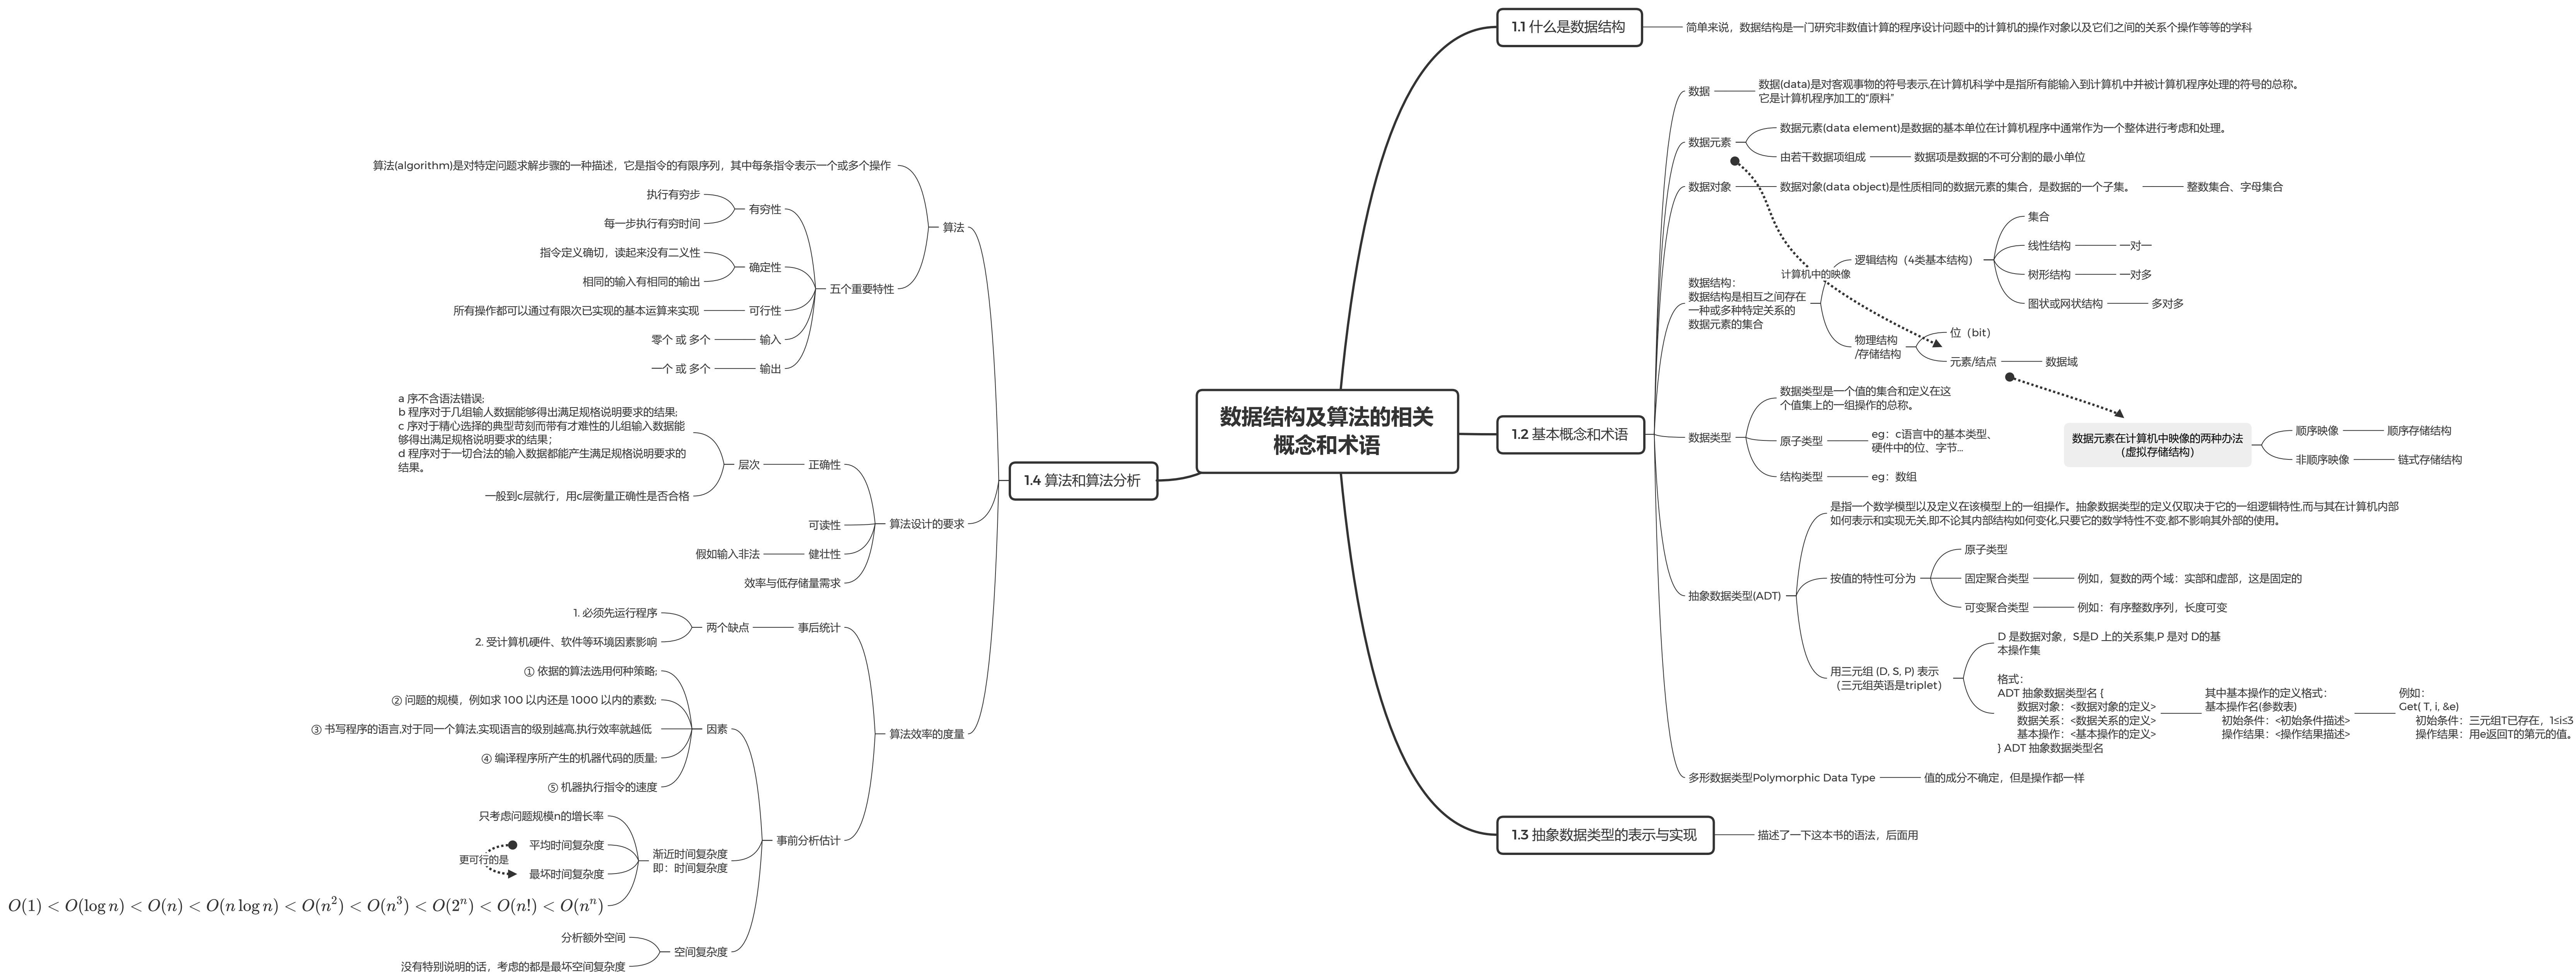 数据结构及算法的相关
概念和术语
1.1 什么是数据结构
简单来说，数据结构是一门研究非数值计算的程序设计问题中的计算机的操作对象以及它们之间的关系个操作等等的学科
1.2 基本概念和术语
数据
数据(data)是对客观事物的符号表示,在计算机科学中是指所有能输入到计算机中并被计算机程序处理的符号的总称。
它是计算机程序加工的“原料”
数据元素
数据元素(data element)是数据的基本单位在计算机程序中通常作为一个整体进行考虑和处理。
由若干数据项组成
数据项是数据的不可分割的最小单位
数据对象
数据对象(data object)是性质相同的数据元素的集合，是数据的一个子集。
整数集合、字母集合
数据结构：
数据结构是相互之间存在
一种或多种特定关系的
数据元素的集合
计算机中的映像
逻辑结构（4类基本结构）
集合
线性结构
一对一
树形结构
一对多
图状或网状结构
多对多
物理结构
/存储结构
位（bit）
元素/结点
数据域
数据元素在计算机中映像的两种办法
（虚拟存储结构）
顺序映像
顺序存储结构
非顺序映像
链式存储结构
数据类型
数据类型是一个值的集合和定义在这
个值集上的一组操作的总称。
原子类型
eg：c语言中的基本类型、
硬件中的位、字节...
结构类型
eg：数组
抽象数据类型(ADT)
是指一个数学模型以及定义在该模型上的一组操作。抽象数据类型的定义仅取决于它的一组逻辑特性,而与其在计算机内部
如何表示和实现无关,即不论其内部结构如何变化,只要它的数学特性不变,都不影响其外部的使用。
按值的特性可分为
原子类型
固定聚合类型
例如，复数的两个域：实部和虚部，这是固定的
可变聚合类型
例如：有序整数序列，长度可变
用三元组 (D, S, P) 表示
（三元组英语是triplet）
D 是数据对象，S是D 上的关系集,P 是对 D的基
本操作集
格式：
ADT 抽象数据类型名 {
数据对象：<数据对象的定义>
数据关系：<数据关系的定义>
基本操作：<基本操作的定义>
} ADT 抽象数据类型名
其中基本操作的定义格式：
基本操作名(参数表)
初始条件：<初始条件描述>
操作结果：<操作结果描述>
例如：
Get( T, i, &e)
初始条件：三元组T已存在，1≤i≤3
操作结果：用e返回T的第元的值。
多形数据类型Polymorphic Data Type
值的成分不确定，但是操作都一样
1.3 抽象数据类型的表示与实现
描述了一下这本书的语法，后面用
1.4 算法和算法分析
算法
算法(algorithm)是对特定问题求解步骤的一种描述，它是指令的有限序列，其中每条指令表示一个或多个操作
五个重要特性
有穷性
执行有穷步
每一步执行有穷时间
确定性
指令定义确切，读起来没有二义性
相同的输入有相同的输出
可行性
所有操作都可以通过有限次已实现的基本运算来实现
输入
零个 或 多个
输出
一个 或 多个
算法设计的要求
正确性
层次
a 序不含语法错误;
b 程序对于几组输人数据能够得出满足规格说明要求的结果;
c 序对于精心选择的典型苛刻而带有才难性的儿组输入数据能
够得出满足规格说明要求的结果；
d 程序对于一切合法的输入数据都能产生满足规格说明要求的
结果。
一般到c层就行，用c层衡量正确性是否合格
可读性
健壮性
假如输入非法
效率与低存储量需求
算法效率的度量
事后统计
两个缺点
1. 必须先运行程序
2. 受计算机硬件、软件等环境因素影响
事前分析估计
因素
① 依据的算法选用何种策略;
② 问题的规模，例如求 100 以内还是 1000 以内的素数;
③ 书写程序的语言,对于同一个算法,实现语言的级别越高,执行效率就越低
④ 编译程序所产生的机器代码的质量;
⑤ 机器执行指令的速度
渐近时间复杂度
即：时间复杂度
只考虑问题规模n的增长率
平均时间复杂度
更可行的是
最坏时间复杂度
O(1) < O(log n) < O(n) < O(n log n) < O(n²) < O(n³) < O(2ⁿ) < O(n!) < O(nⁿ)
空间复杂度
分析额外空间
没有特别说明的话，考虑的都是最坏空间复杂度